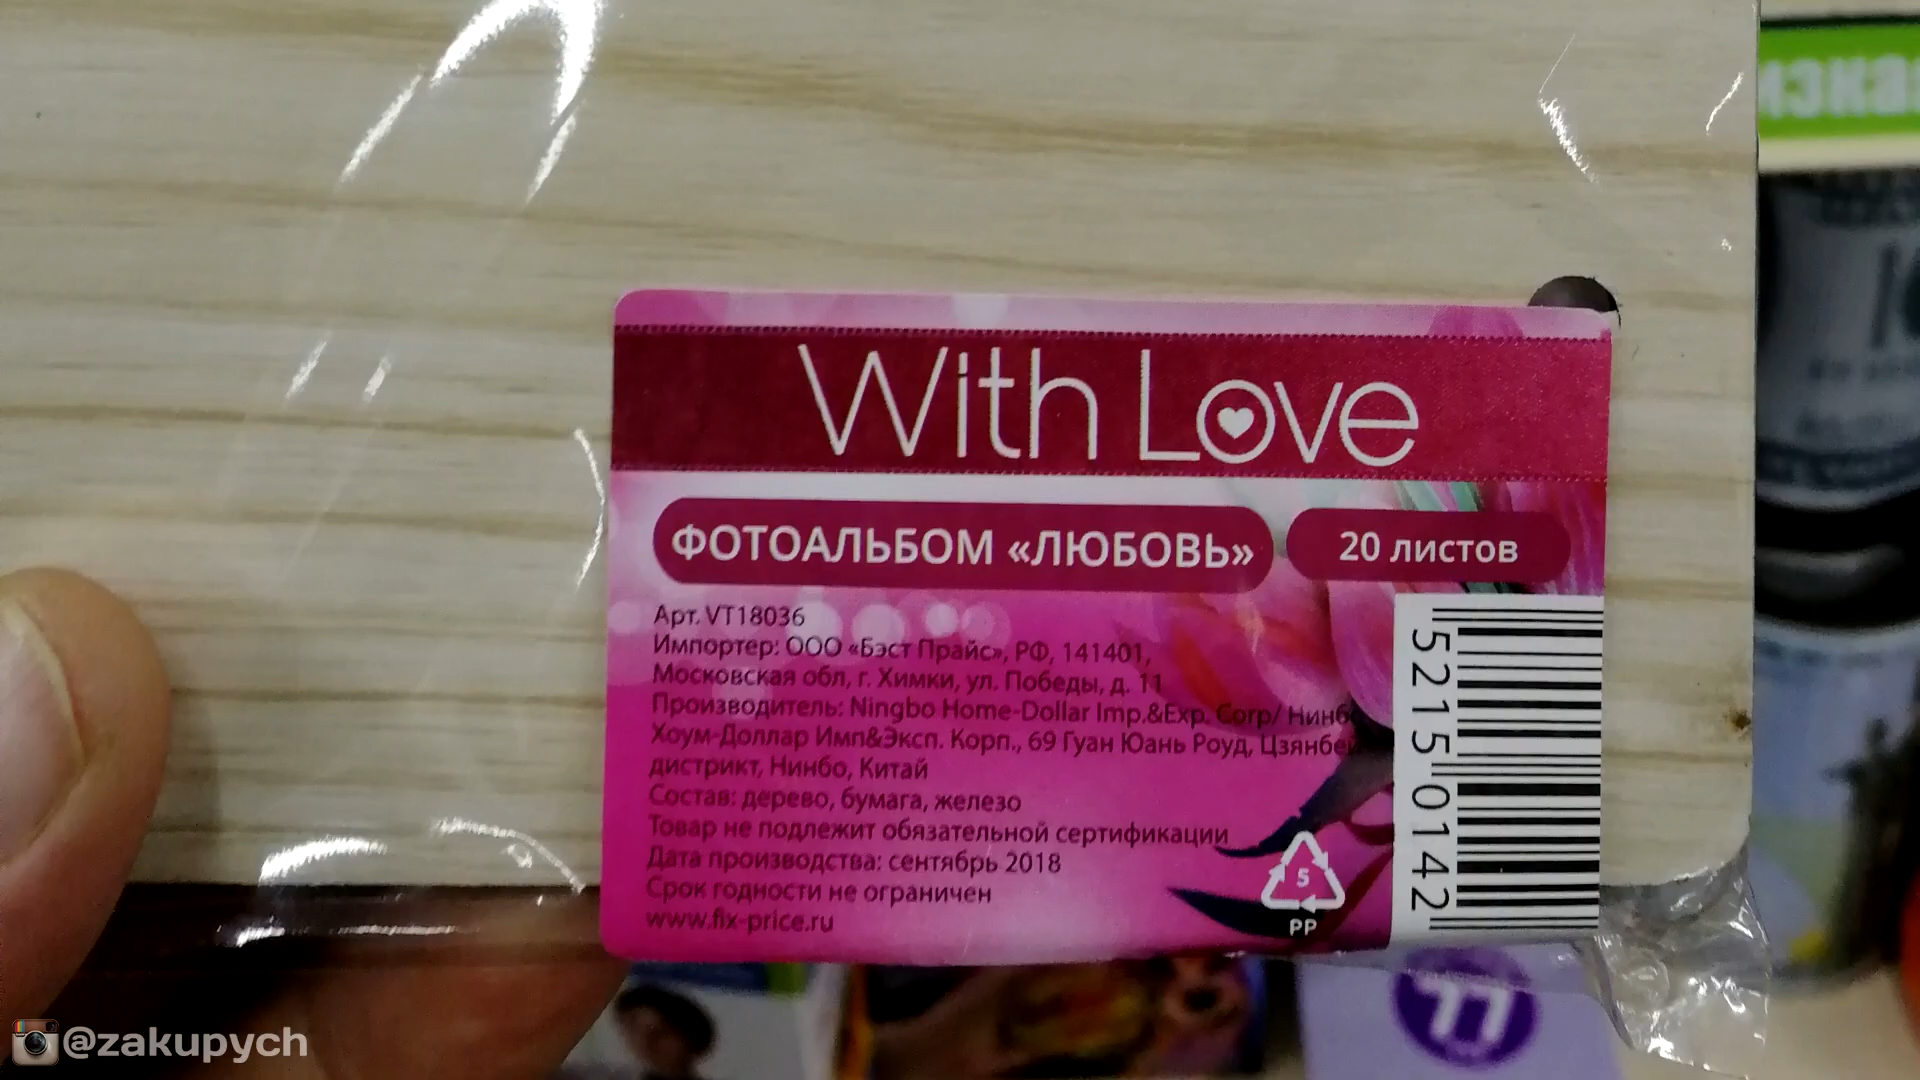 With Love
ФОТОАЛЬБОМ «ЛЮБОВЬ»
20 листов
Арт. VT18036
Импортер: ООО «Бэст Прайс», РФ, 141401,
Московская обл, г. Химки, ул. Победы, д. 11
Производитель: Ningbo Home-Dollar Imp.&Exp. Corp/
Хоум-Доллар Имп&Эксп. Корп., 69 Гуан Юань Роуд,
дистрикт, Нинбо, Китай
Состав: дерево, бумага, железо
Товар не подлежит обязательной сертификации
Дата производства: сентябрь 2018
Срок годности не ограничен
www.fix-price.ru
5
PP
5215 0142
77
@zakupych